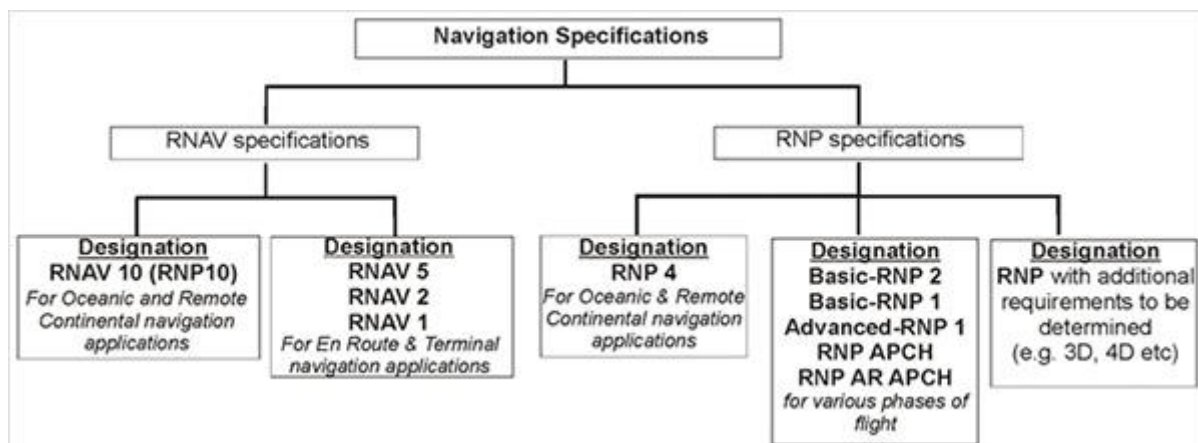 Navigation Specifications
RNAV specifications
RNP specifications
Designation
RNAV 10 (RNP10)
For Oceanic and Remote
Continental navigation
applications
Designation
RNAV 5
RNAV 2
RNAV 1
For En Route & Terminal
navigation applications
Designation
RNP 4
For Oceanic & Remote
Continental navigation
applications
Designation
Basic-RNP 2
Basic-RNP 1
Advanced-RNP 1
RNP APCH
RNP AR APCH
for various phases of
flight
Designation
RNP with additional
requirements to be
determined
(e.g. 3D, 4D etc)